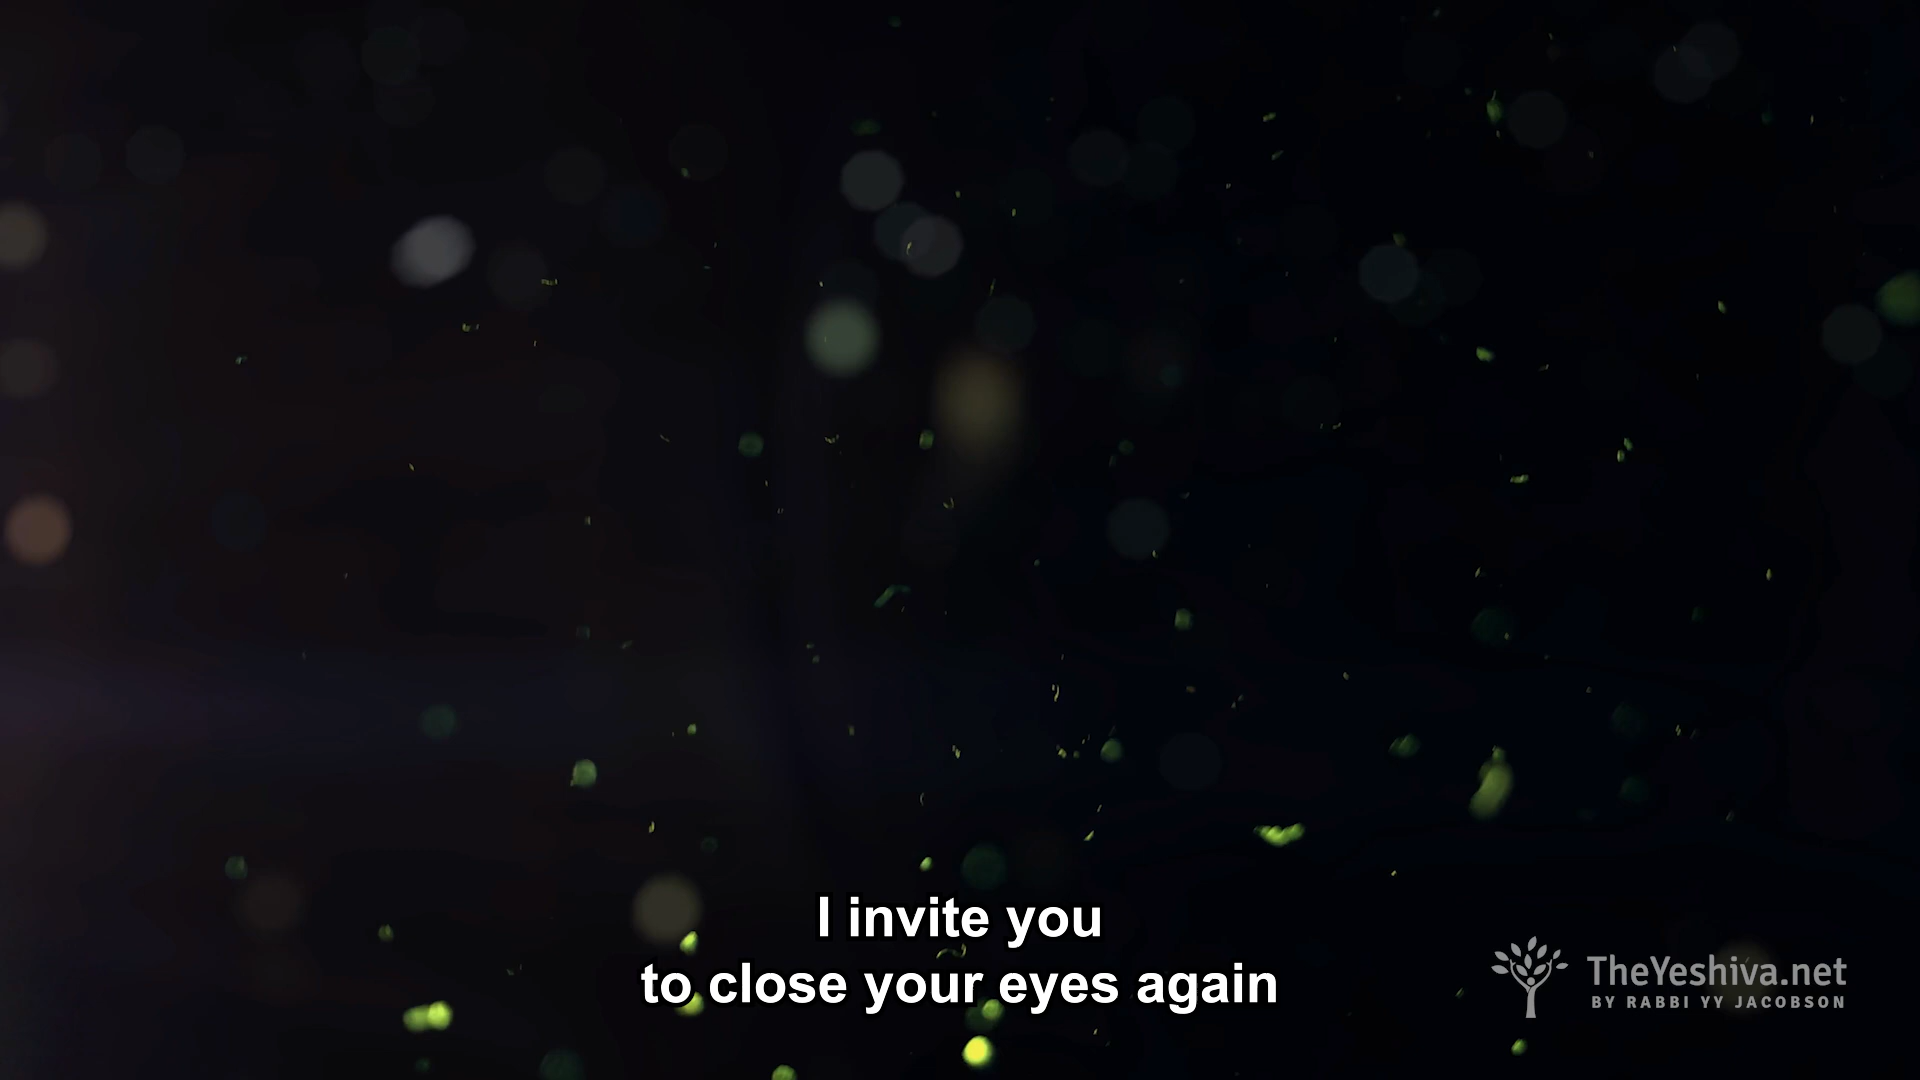 I invite you
to close your eyes again
TheYeshiva.net
BY RABBI YY JACOBSON